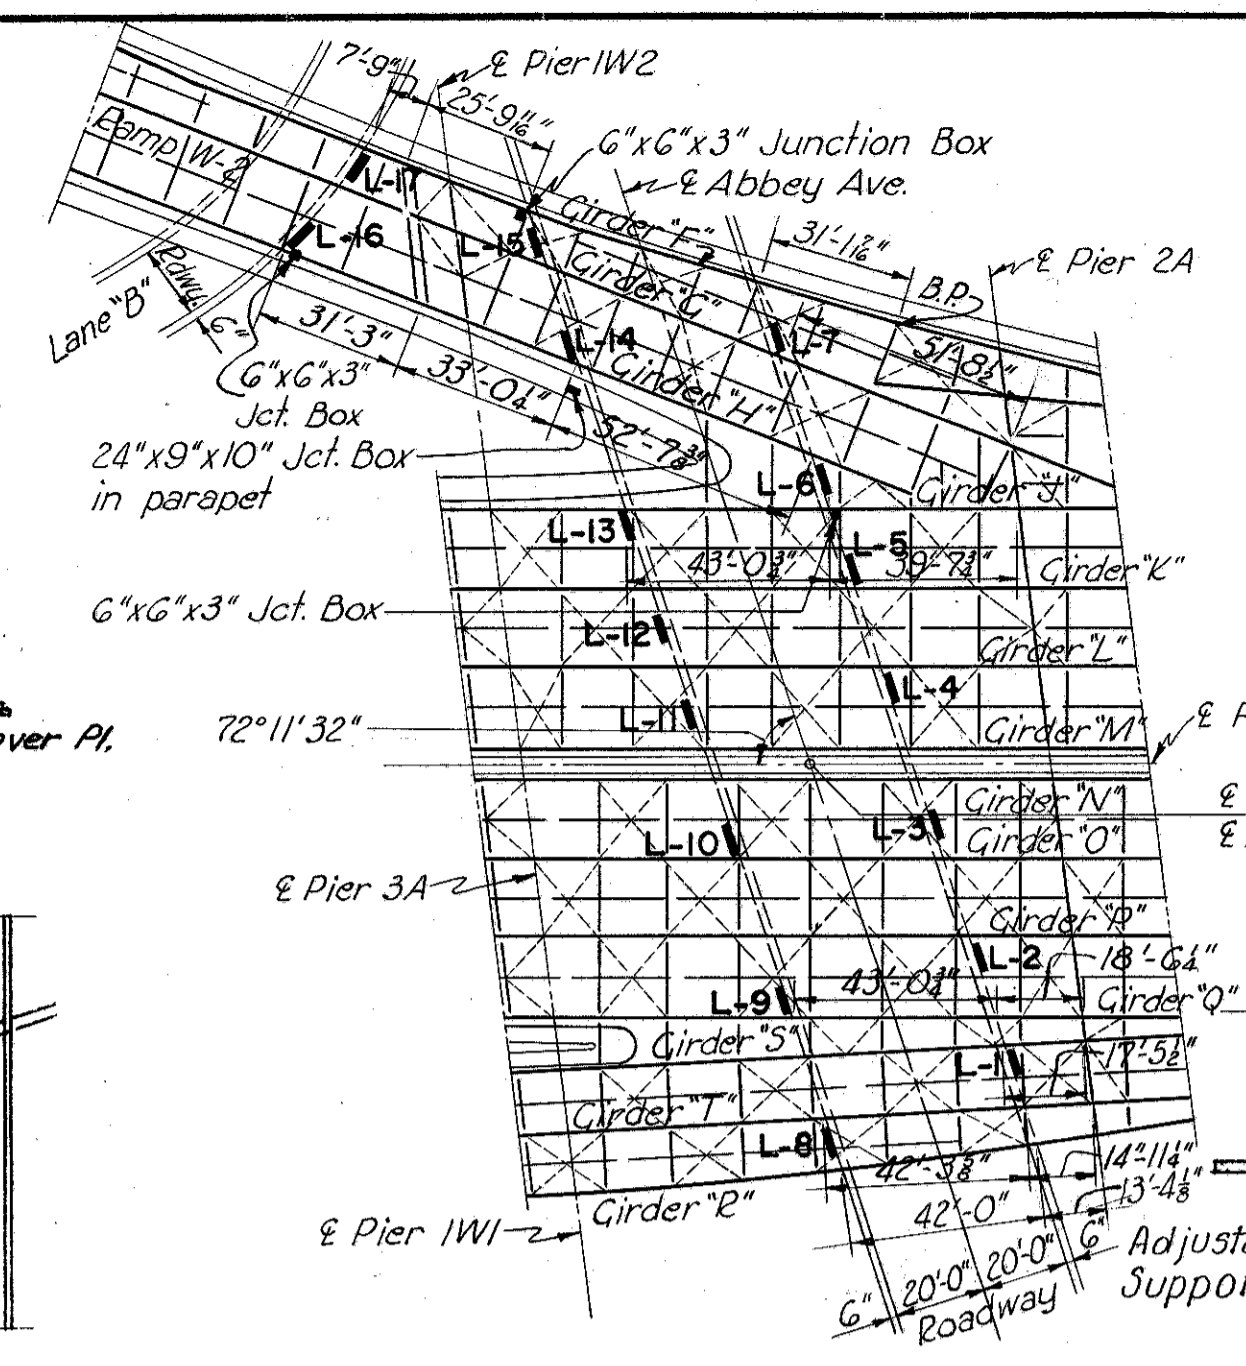 7'-9"
℄ Pier 1W2
25'-9 1/16"
6"x6"x3" Junction Box
℄ Abbey Ave.
Ramp W-2
L-17
Girder "F"
31'-1 7/16"
L-16
L-15
Girder "G"
℄ Pier 2A
B.P.
Rdwy.
Lane "B"
6"
31'-3"
L-14
L-7
51'-8 1/2"
33'-0 1/4"
Girder "H"
6"x6"x3"
Jct. Box
52'-7 3/8"
24"x9"x10" Jct. Box
in parapet
L-6
Girder "J"
L-13
L-5
43'-0 3/4"
39'-7 3/4"
Girder "K"
6"x6"x3" Jct. Box
L-12
Girder "L"
L-4
L-11
72°11'32"
ver Pl.
Girder "M"
℄
Girder "N"
℄
L-3
L-10
Girder "O"
℄
℄ Pier 3A
Girder "P"
L-2
18'-6 1/4"
43'-0 3/4"
L-9
Girder "Q"
Girder "S"
L-1
17'-5 1/2"
Girder "T"
L-8
42'-3 5/8"
14"-11 1/4"
13'-4 1/8"
Girder "R"
42'-0"
℄ Pier 1W1
6"
20'-0"
20'-0"
6"
Roadway
Adjusta
Suppor